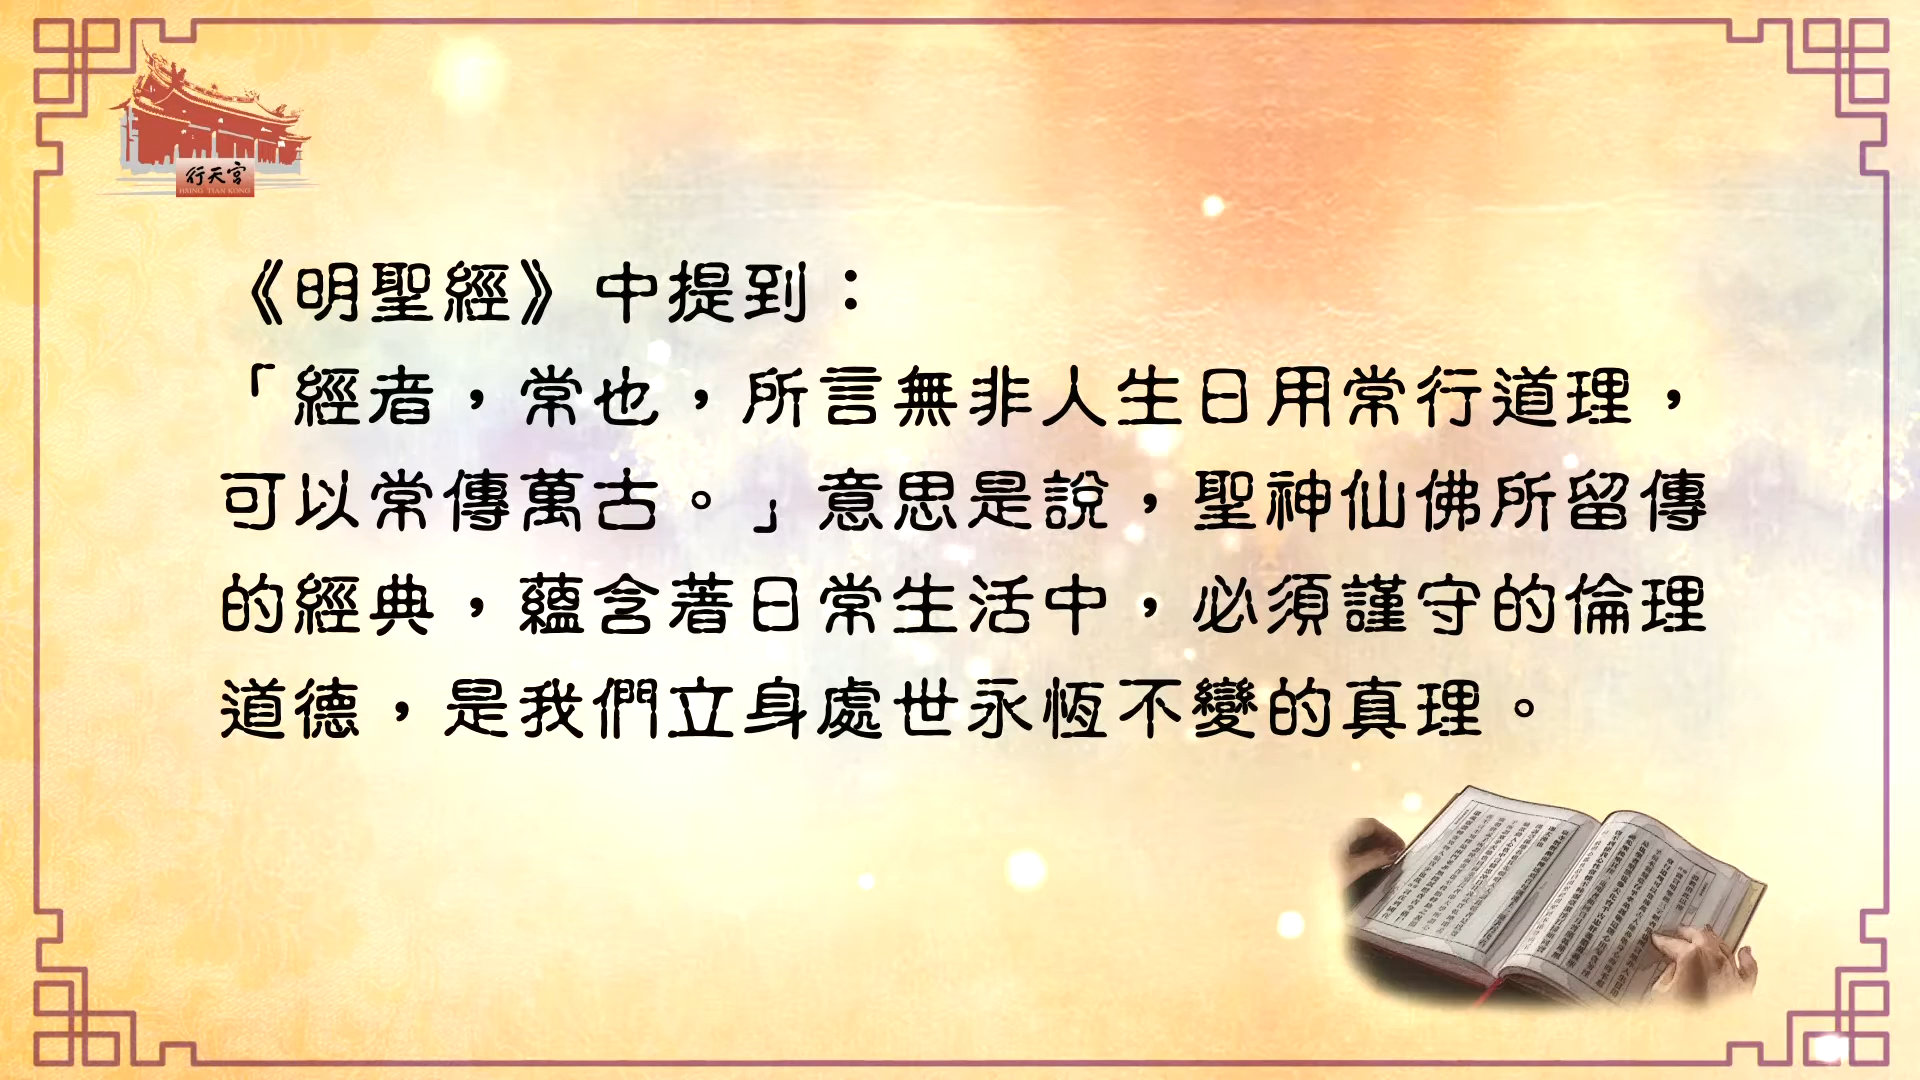 行天宮
HSING TIAN KONG
《明聖經》中提到：
「經者，常也，所言無非人生日用常行道理，
可以常傳萬古。」意思是說，聖神仙佛所留傳
的經典，蘊含著日常生活中，必須謹守的倫理
道德，是我們立身處世永恆不變的真理。